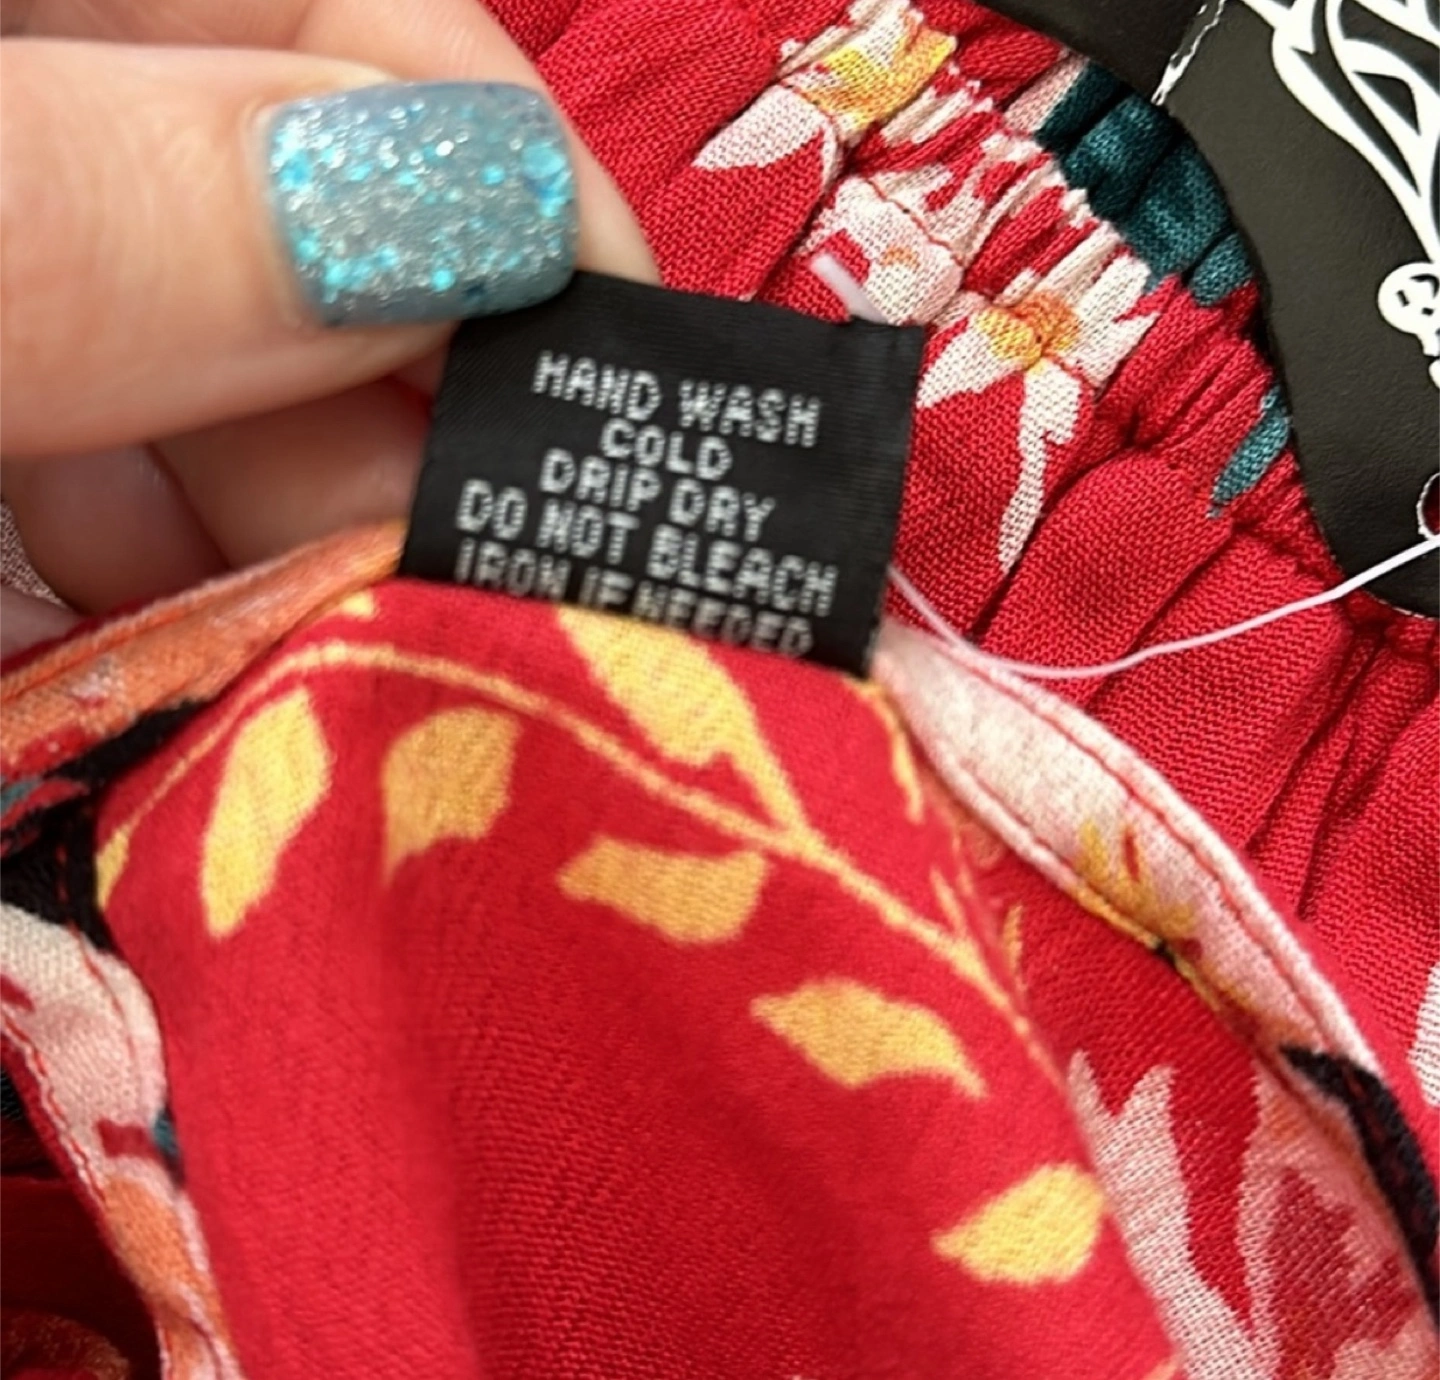 HAND WASH
COLD
DRIP DRY
DO NOT BLEACH
IRON IF NEEDED